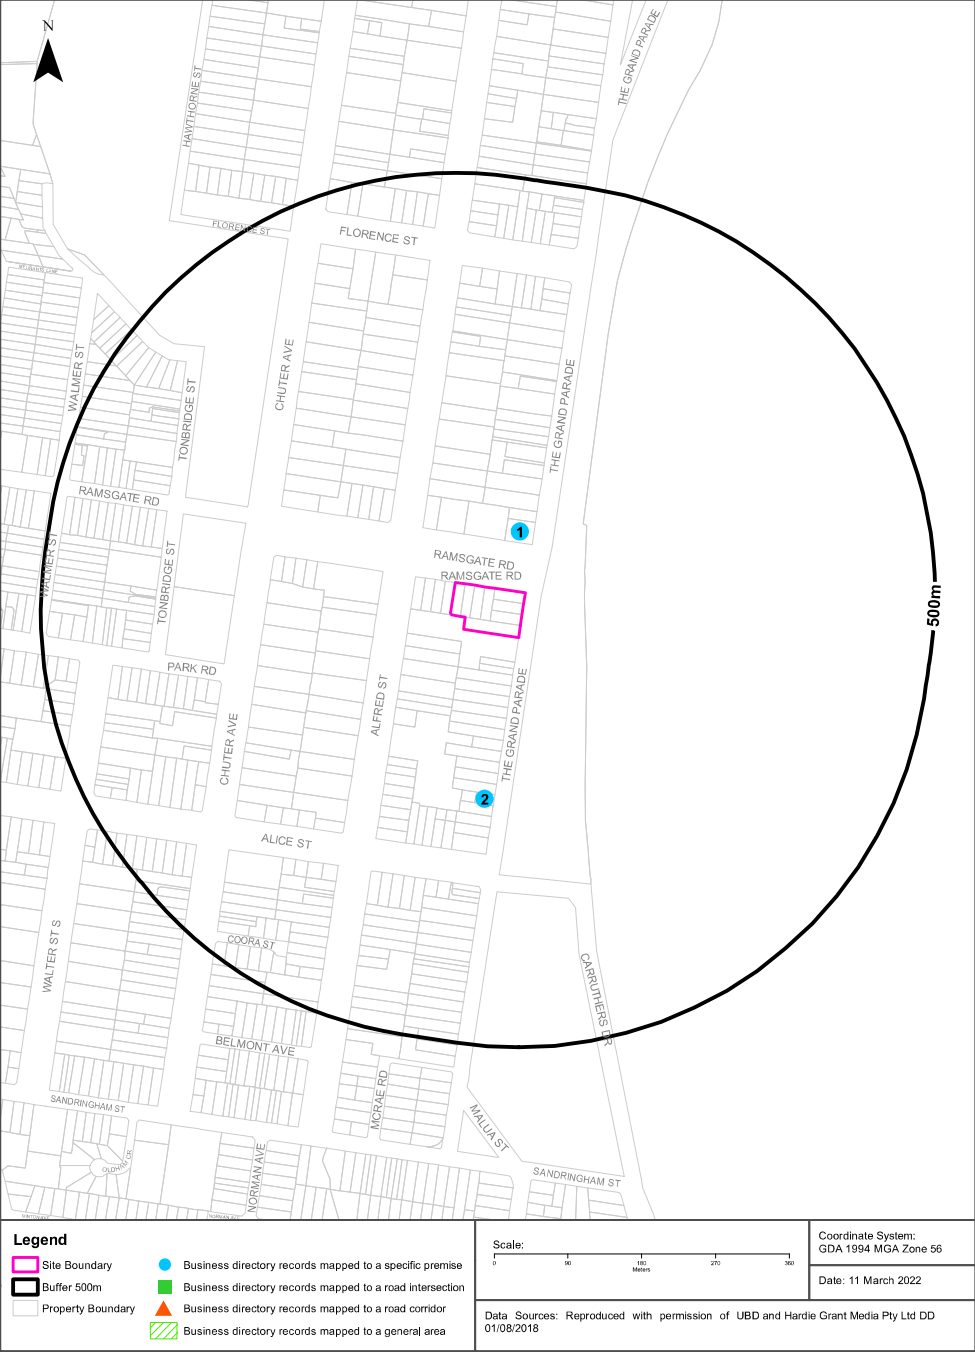 N
THE GRAND PARADE
HAWTHORNE ST
FLORENCE ST
FLORENCE ST
CHUTER AVE
WALMER ST
TONBRIDGE ST
THE GRAND PARADE
RAMSGATE RD
1
RAMSGATE RD
RAMSGATE RD
WALMER ST
TONBRIDGE ST
500m
PARK RD
ALFRED ST
THE GRAND PARADE
CHUTER AVE
2
ALICE ST
WALTER ST S
COORA ST
CARRUTHERS DR
BELMONT AVE
MCRAE RD
SANDRINGHAM ST
MALUA ST
OLDHAM CR
NORMAN AVE
SANDRINGHAM ST
NORMAN AVE
Legend
Site Boundary
Buffer 500m
Property Boundary
Business directory records mapped to a specific premise
Business directory records mapped to a road intersection
Business directory records mapped to a road corridor
Business directory records mapped to a general area
Scale:
0 90 180 270 360
Meters
Coordinate System:
GDA 1994 MGA Zone 56
Date: 11 March 2022
Data Sources: Reproduced with permission of UBD and Hardie Grant Media Pty Ltd DD
01/08/2018